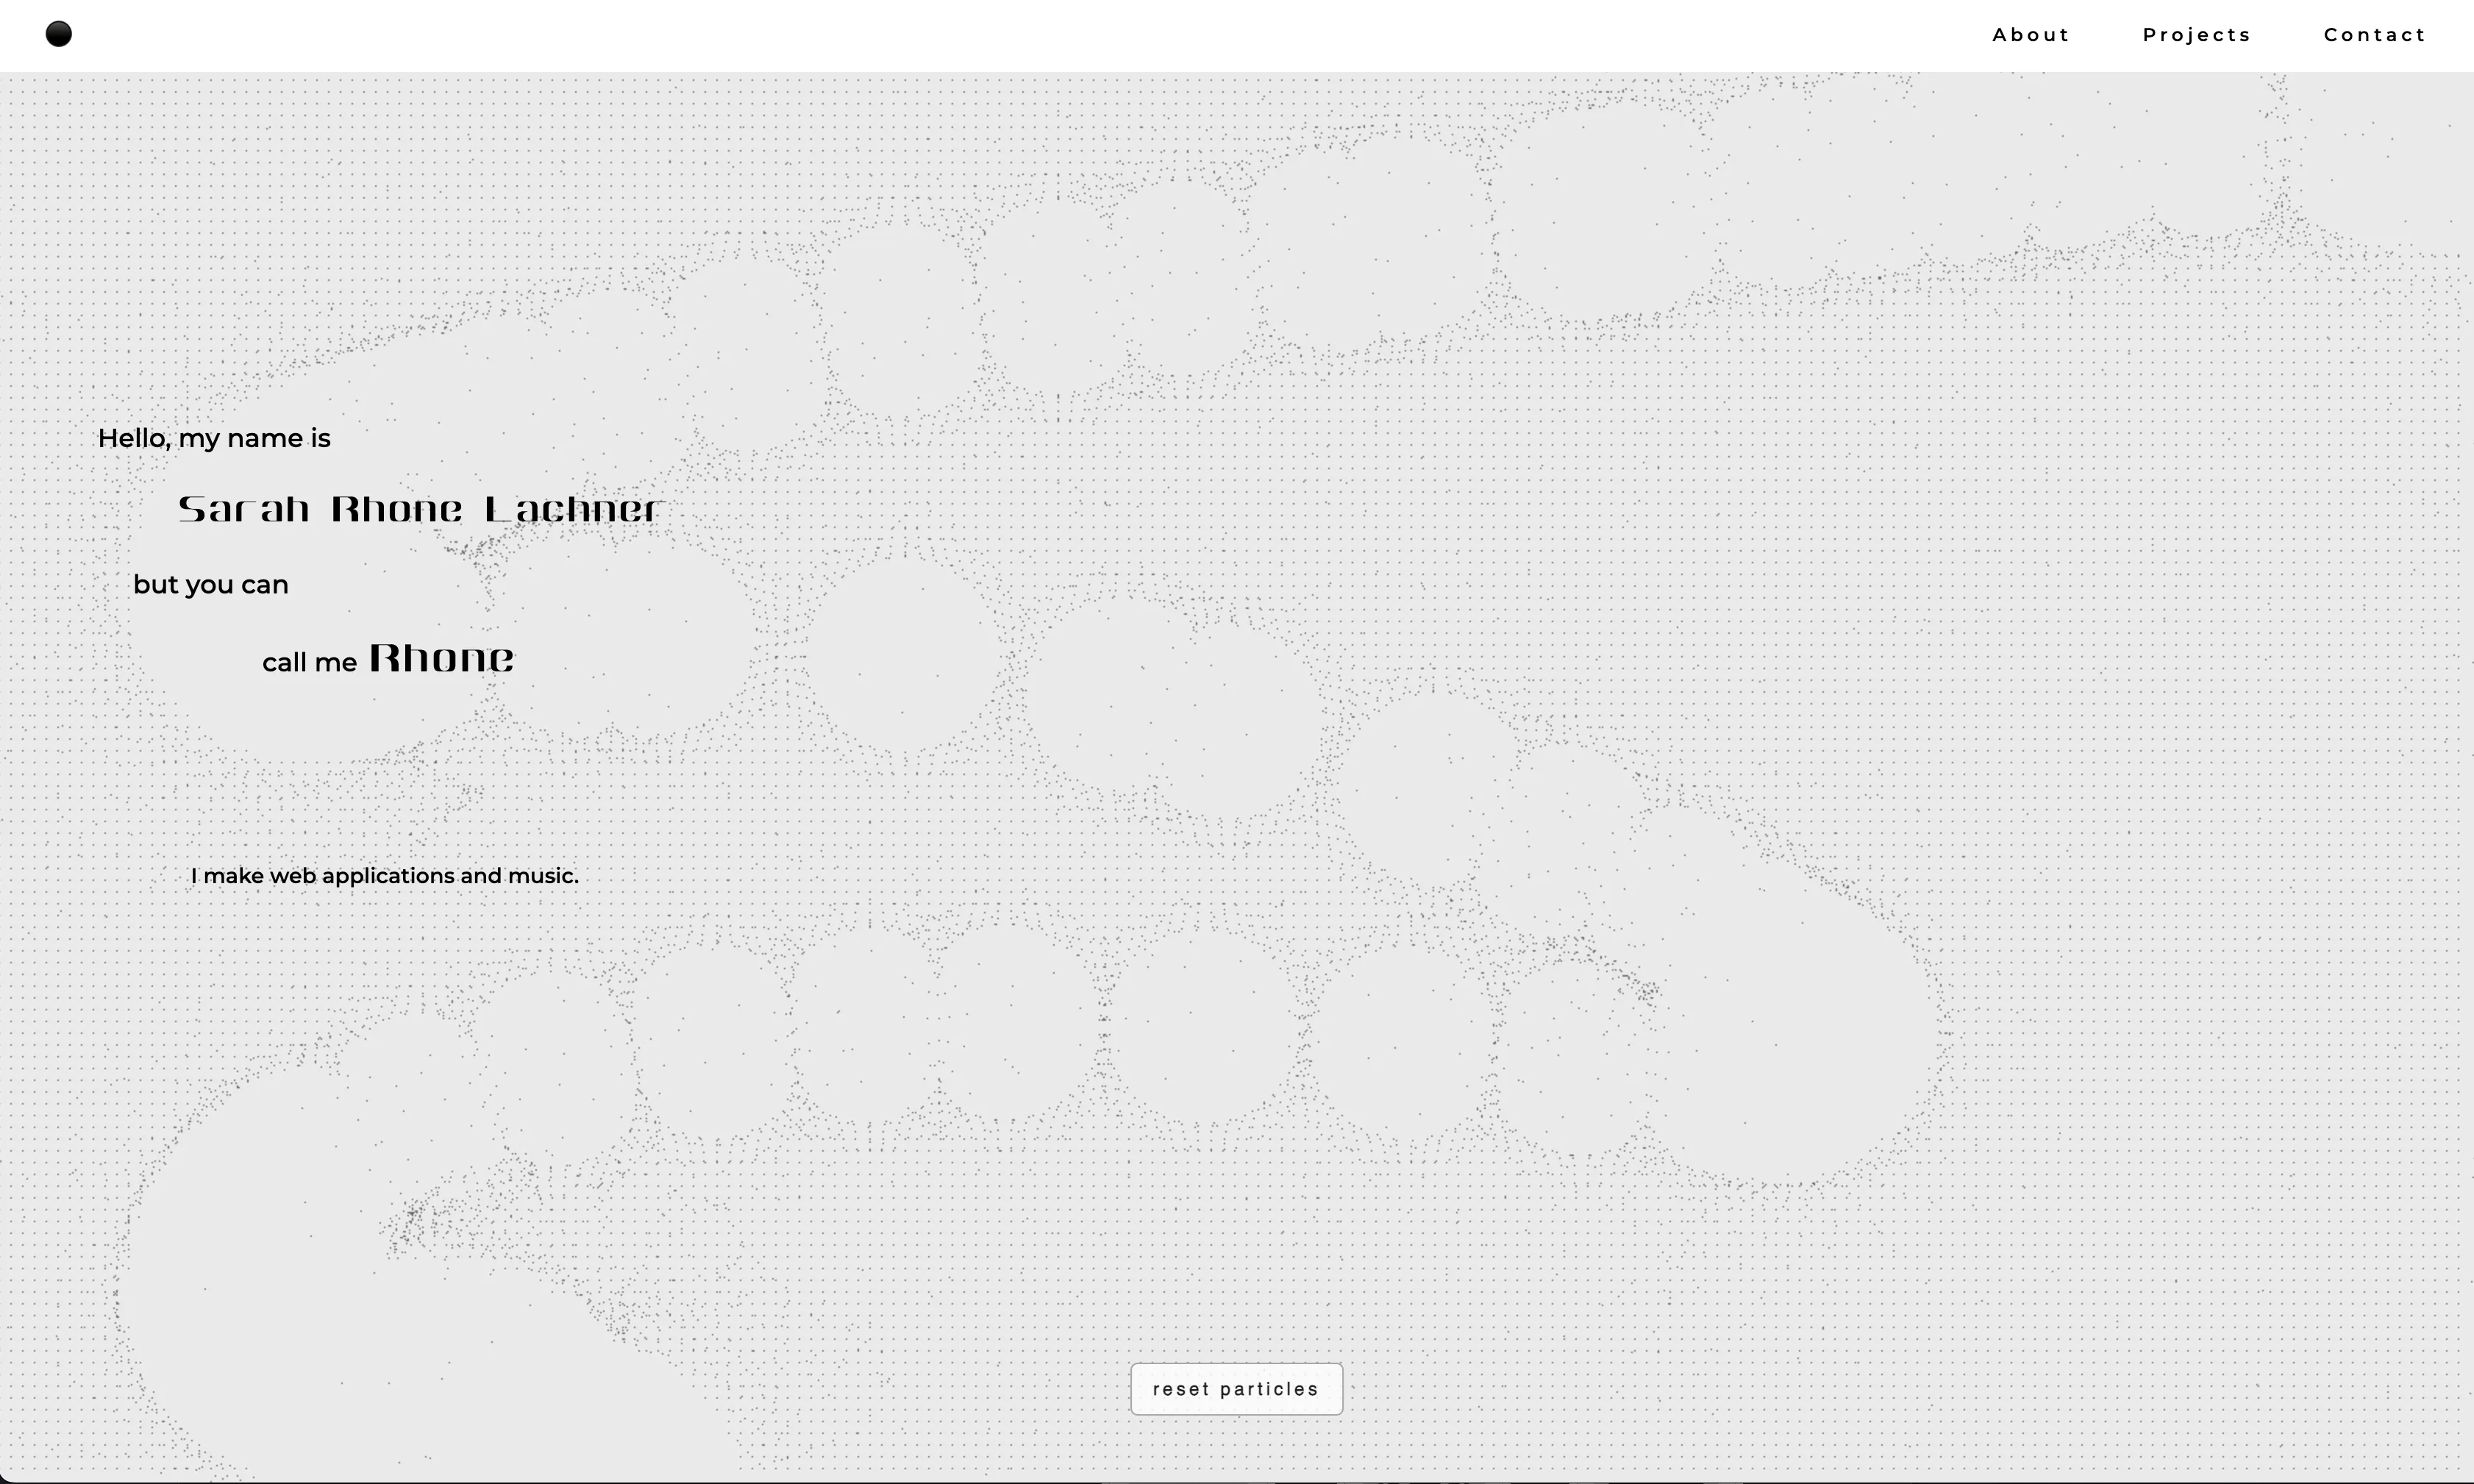 About Projects Contact
Hello, my name is
Sarah Rhone Lachner
but you can
call me Rhone
I make web applications and music.
reset particles